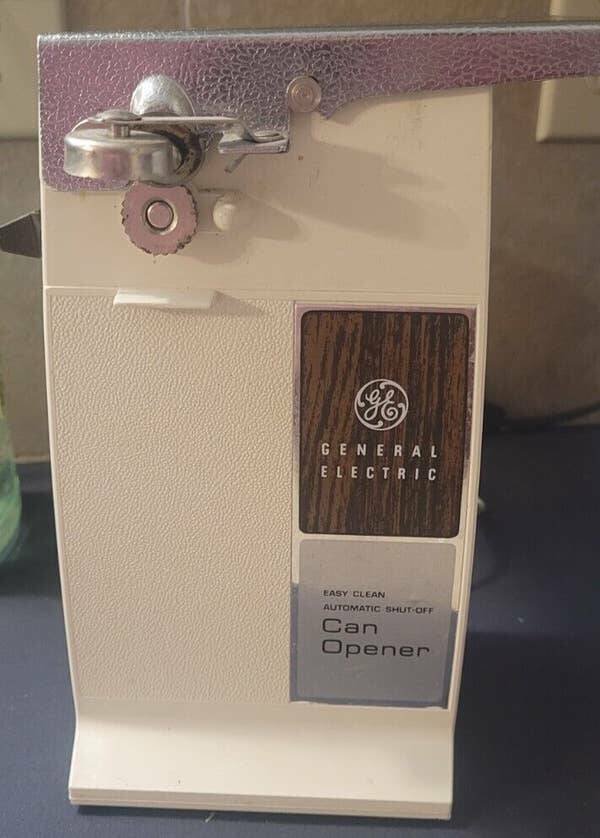 GE
GENERAL
ELECTRIC
EASY CLEAN
AUTOMATIC SHUT-OFF
Can
Opener